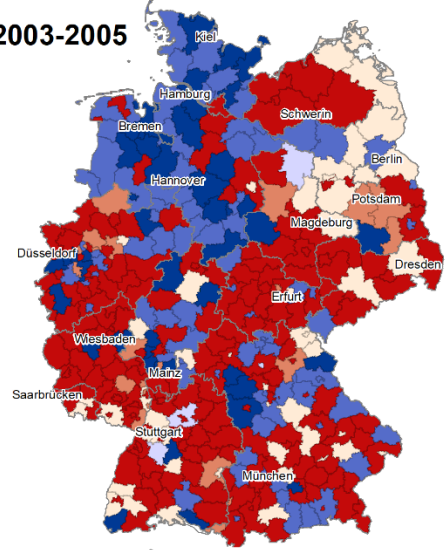 2003-2005
Kiel
Hamburg
Schwerin
Bremen
Berlin
Hannover
Potsdam
Magdeburg
Düsseldorf
Dresden
Erfurt
Wiesbaden
Mainz
Saarbrücken
Stuttgart
München